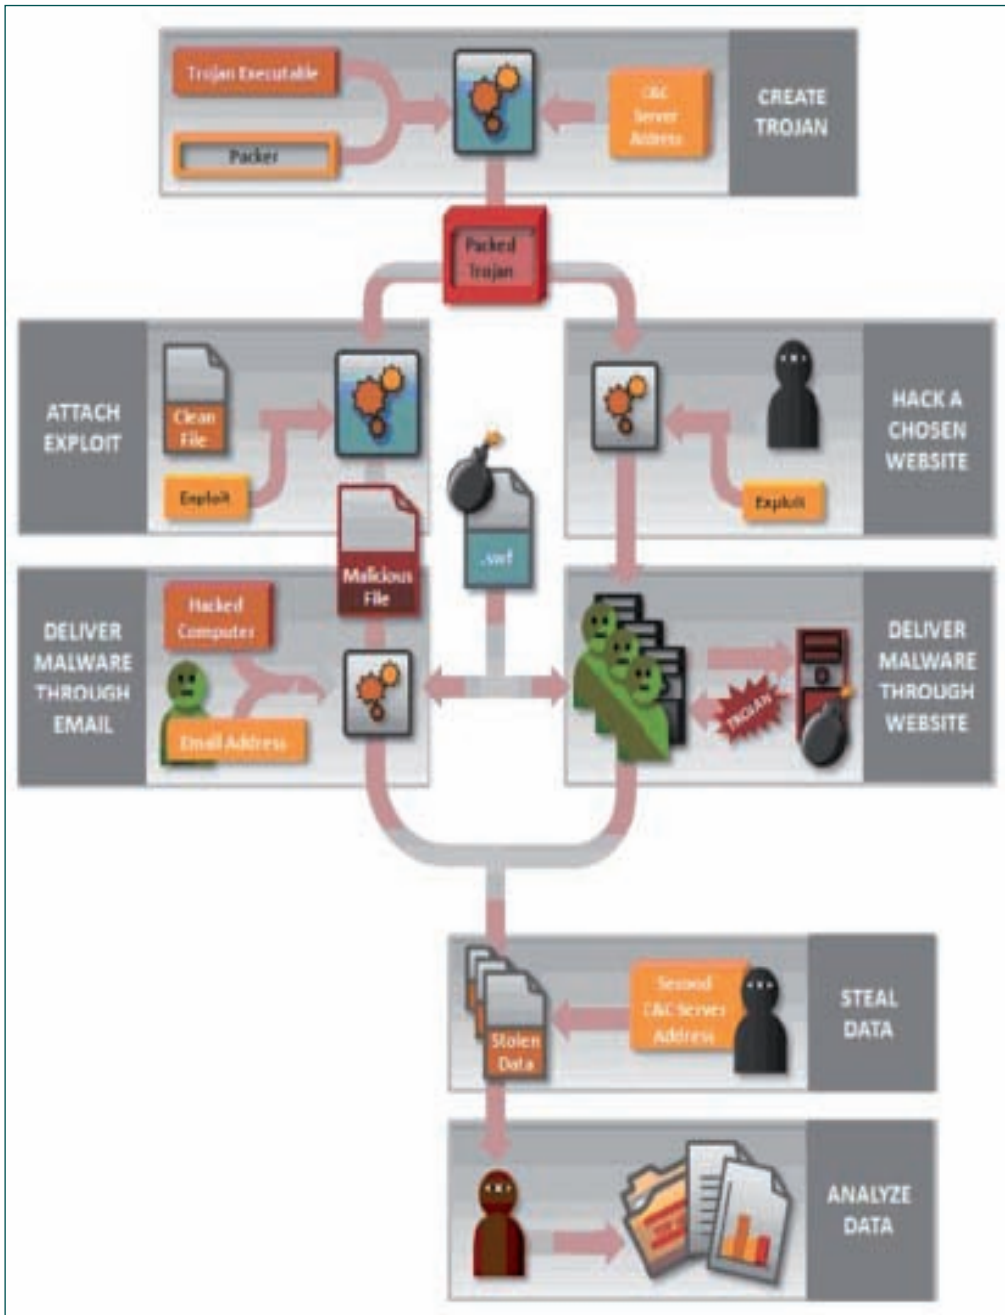 Trojan Executable
Packer
C&C
Server
Address
CREATE
TROJAN
Packed
Trojan
ATTACH
EXPLOIT
Clean
File
Exploit
HACK A
CHOSEN
WEBSITE
Exploit
.swf
Malicious
File
DELIVER
MALWARE
THROUGH
EMAIL
Hacked
Computer
Email Address
TROJAN
DELIVER
MALWARE
THROUGH
WEBSITE
Stolen
Data
Second
C&C Server
Address
STEAL
DATA
ANALYZE
DATA